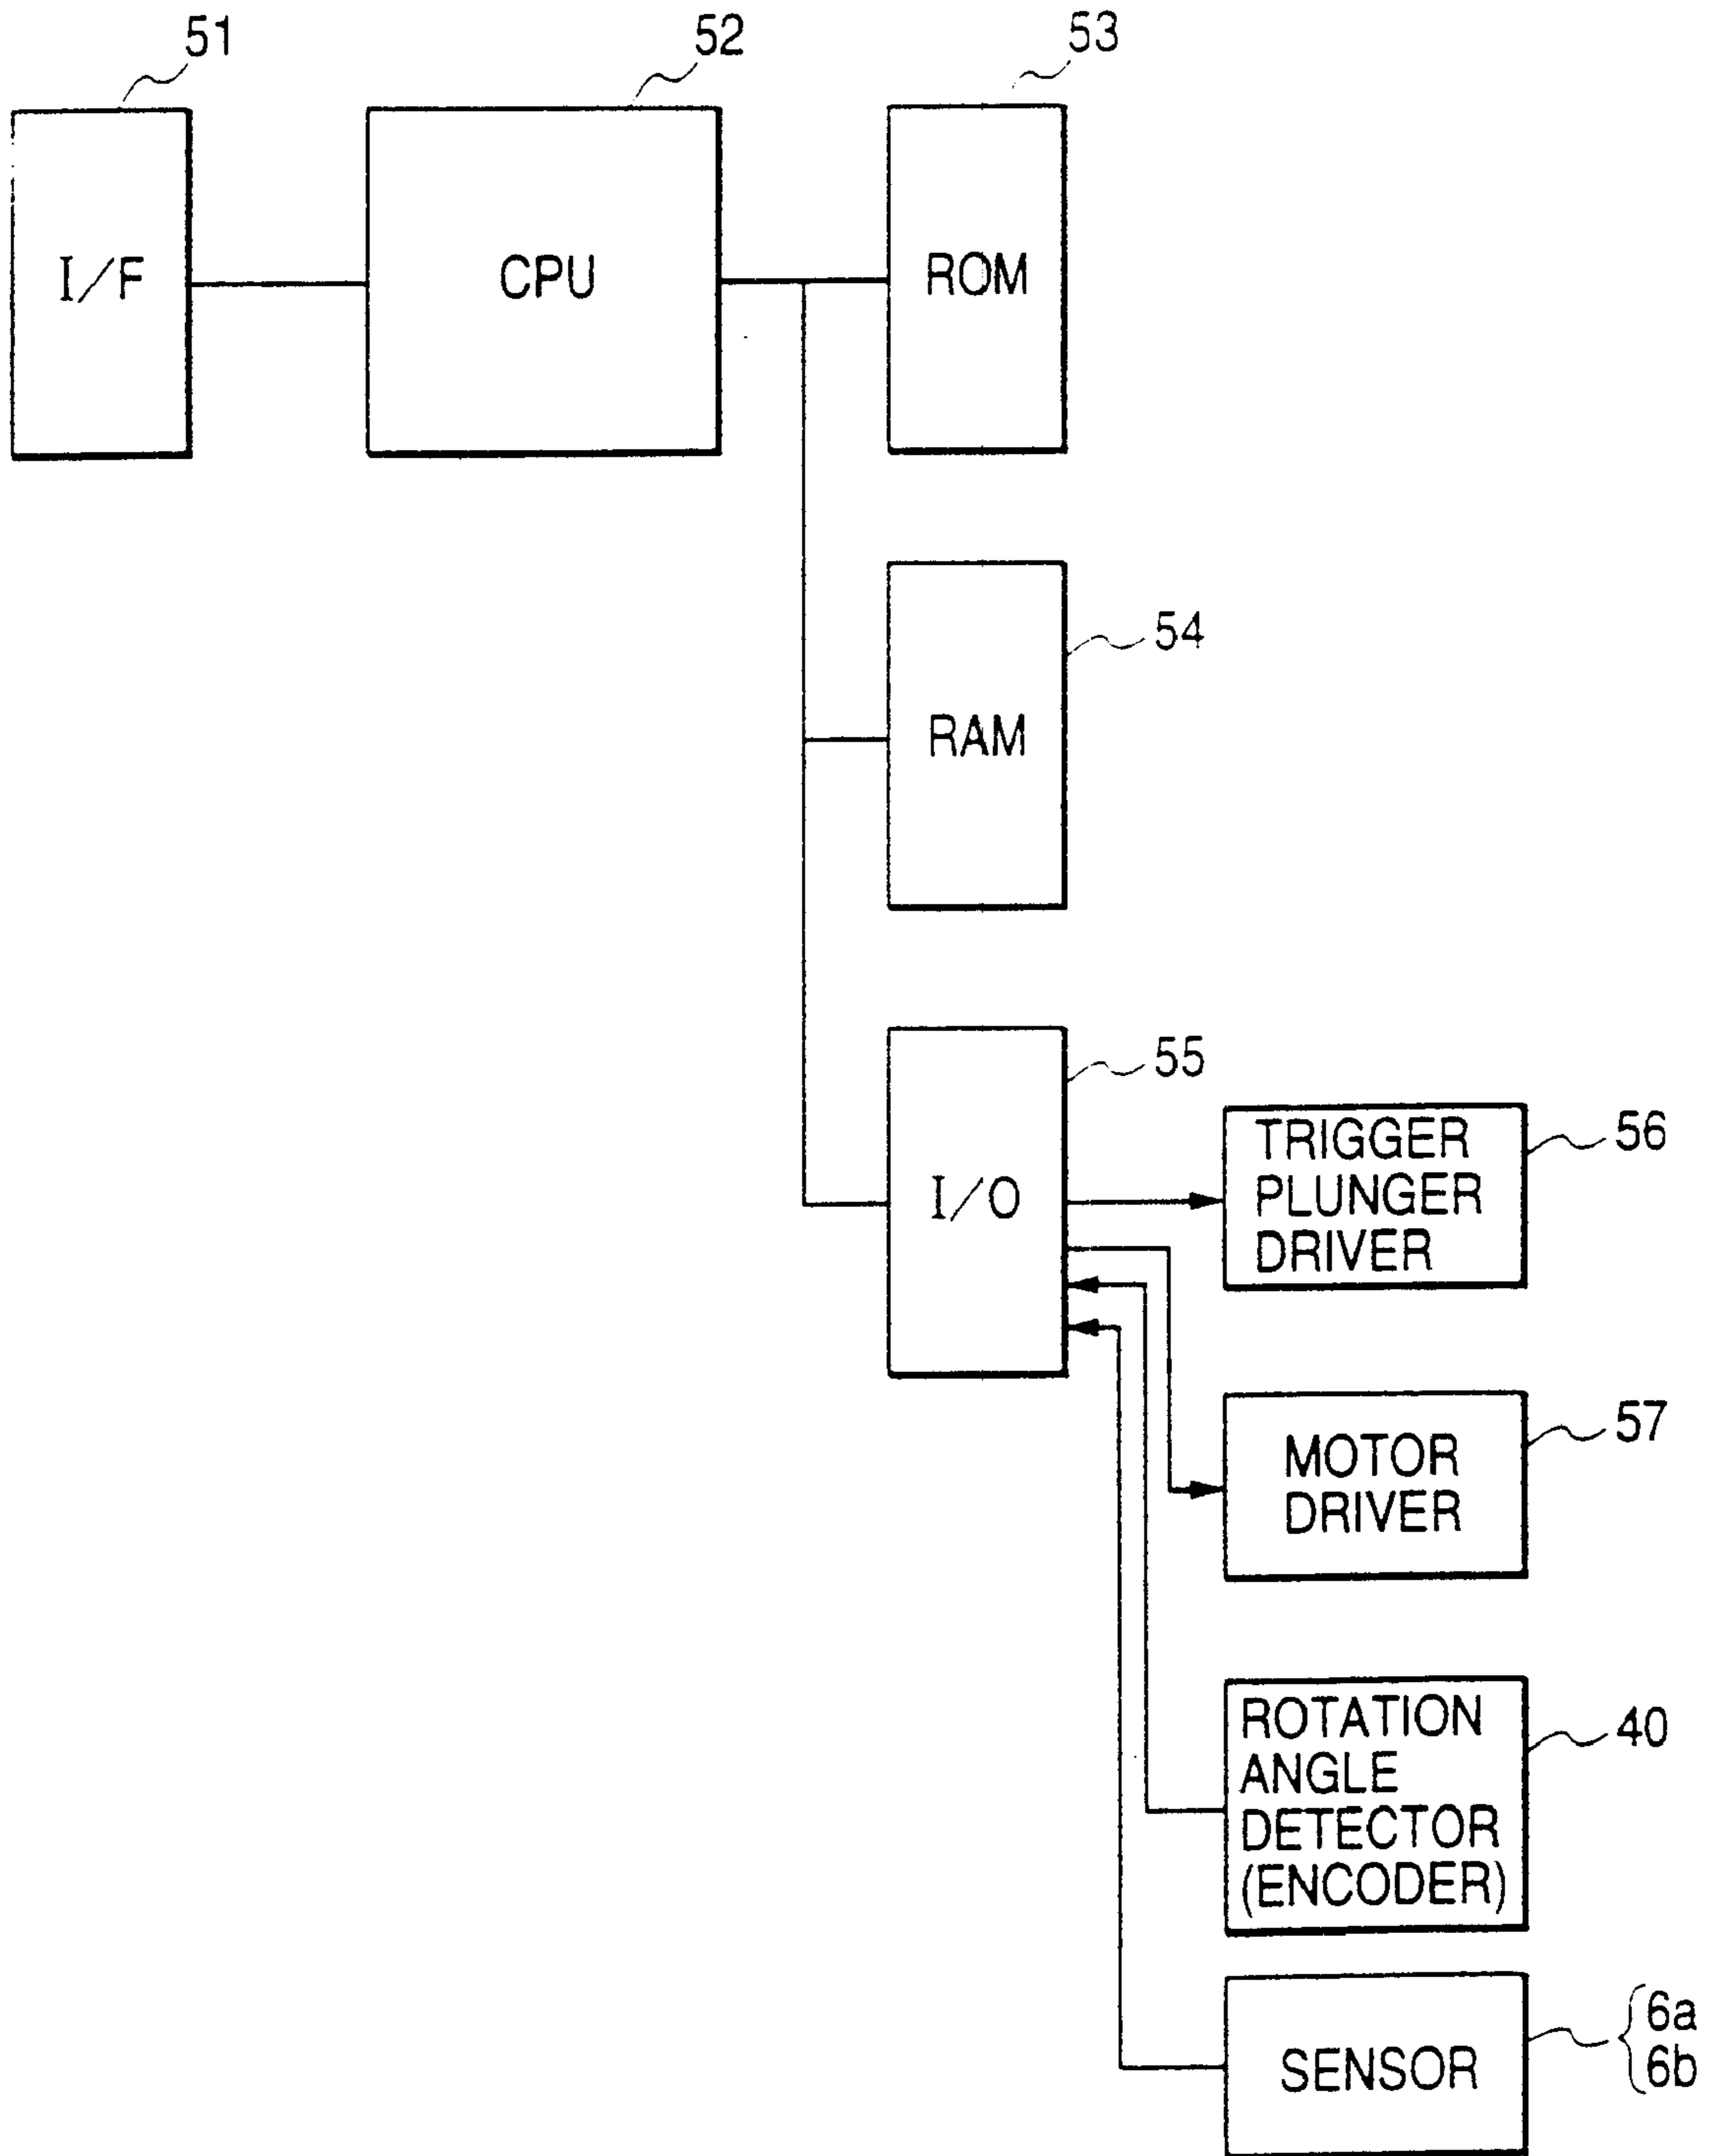 51
52
53
I/F
CPU
ROM
54
RAM
55
I/O
56
TRIGGER
PLUNGER
DRIVER
57
MOTOR
DRIVER
40
ROTATION
ANGLE
DETECTOR
(ENCODER)
6a
6b
SENSOR